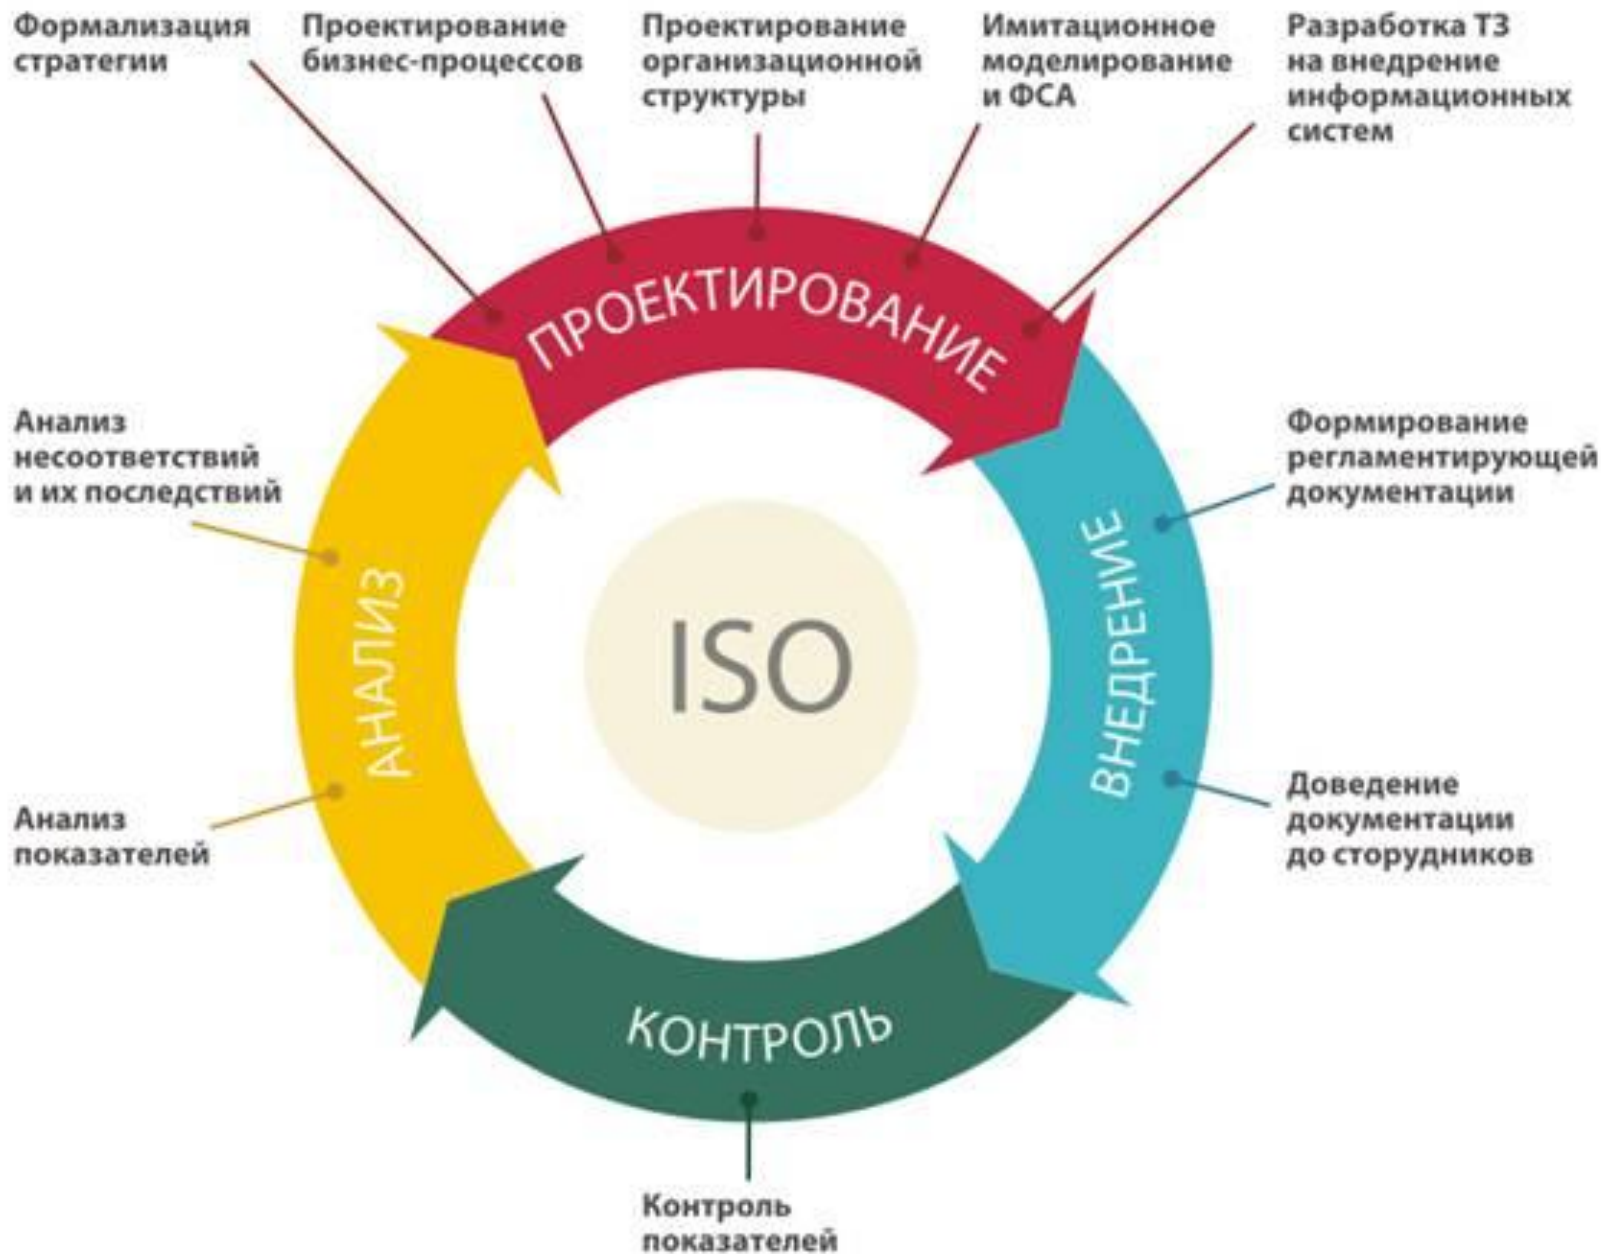 Формализация
стратегии
Проектирование
бизнес-процессов
Проектирование
организационной
структуры
Имитационное
моделирование
и ФСА
Разработка ТЗ
на внедрение
информационных
систем
ПРОЕКТИРОВАНИЕ
Анализ
несоответствий
и их последствий
Формирование
регламентирующей
документации
АНАЛИЗ
ISO
ВНЕДРЕНИЕ
Анализ
показателей
Доведение
документации
до сторудников
КОНТРОЛЬ
Контроль
показателей